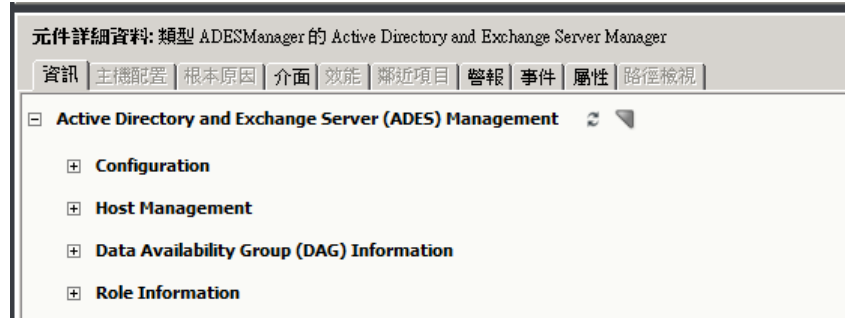 元件詳細資料: 類型 ADESManager 的 Active Directory and Exchange Server Manager
資訊 主機配置 根本原因 介面 效能 鄰近項目 警報 事件 屬性 路徑檢視
Active Directory and Exchange Server (ADES) Management
Configuration
Host Management
Data Availability Group (DAG) Information
Role Information